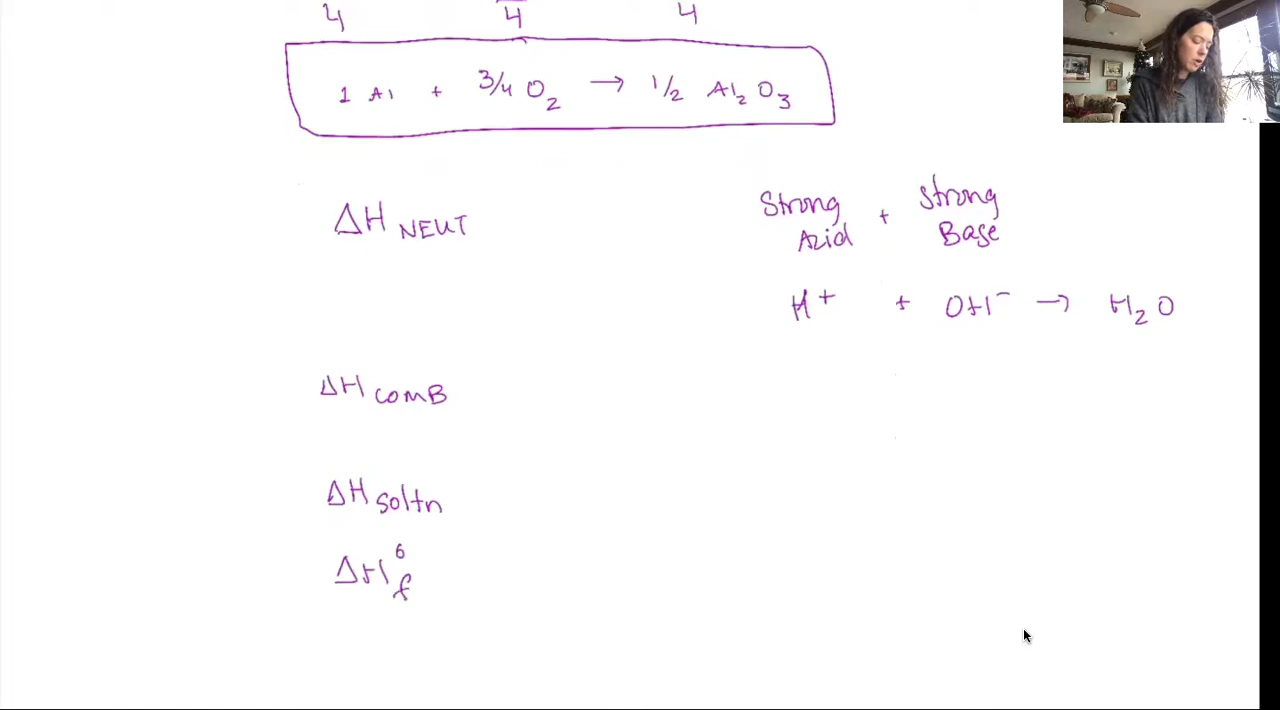 4 4 4
1 Al + 3/4 O2 → 1/2 Al2O3
ΔH NEUT
Strong Acid + Strong Base
H+ + OH− → H2O
ΔH comB
ΔH soltn
ΔH°f